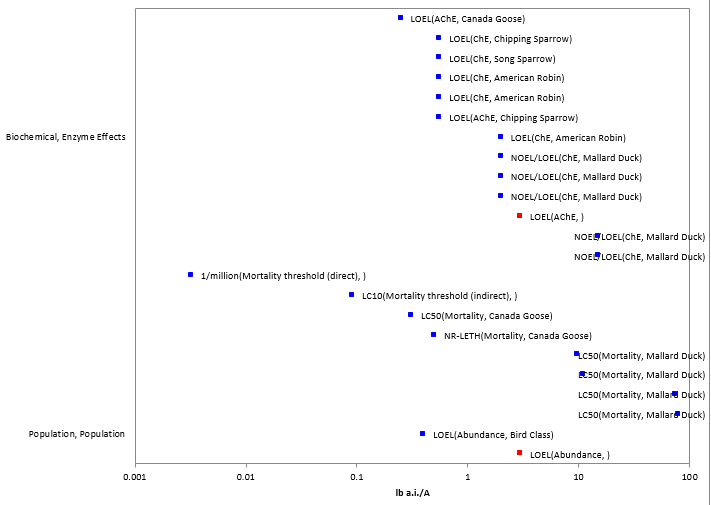 LOEL(AChE, Canada Goose)
LOEL(ChE, Chipping Sparrow)
LOEL(ChE, Song Sparrow)
LOEL(ChE, American Robin)
LOEL(ChE, American Robin)
LOEL(AChE, Chipping Sparrow)
Biochemical, Enzyme Effects
LOEL(ChE, American Robin)
NOEL/LOEL(ChE, Mallard Duck)
NOEL/LOEL(ChE, Mallard Duck)
NOEL/LOEL(ChE, Mallard Duck)
LOEL(AChE, )
NOEL/LOEL(ChE, Mallard Duck)
NOEL/LOEL(ChE, Mallard Duck)
1/million(Mortality threshold (direct), )
LC10(Mortality threshold (indirect), )
LC50(Mortality, Canada Goose)
NR-LETH(Mortality, Canada Goose)
LC50(Mortality, Mallard Duck)
LC50(Mortality, Mallard Duck)
LC50(Mortality, Mallard Duck)
LC50(Mortality, Mallard Duck)
Population, Population
LOEL(Abundance, Bird Class)
LOEL(Abundance, )
0.001 0.01 0.1 1 10 100
lb a.i./A